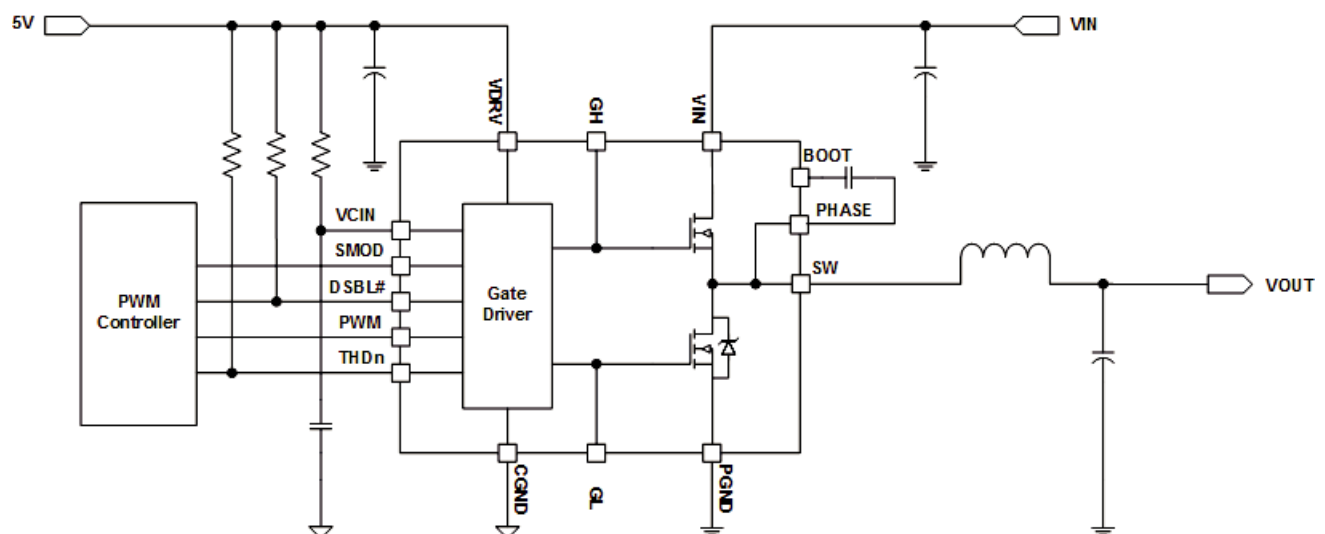 5V
VIN
VDRV
GH
VIN
BOOT
PHASE
VCIN
SMOD
SW
DSBL#
PWM
THDn
PWM
Controller
Gate
Driver
VOUT
CGND
GL
PGND